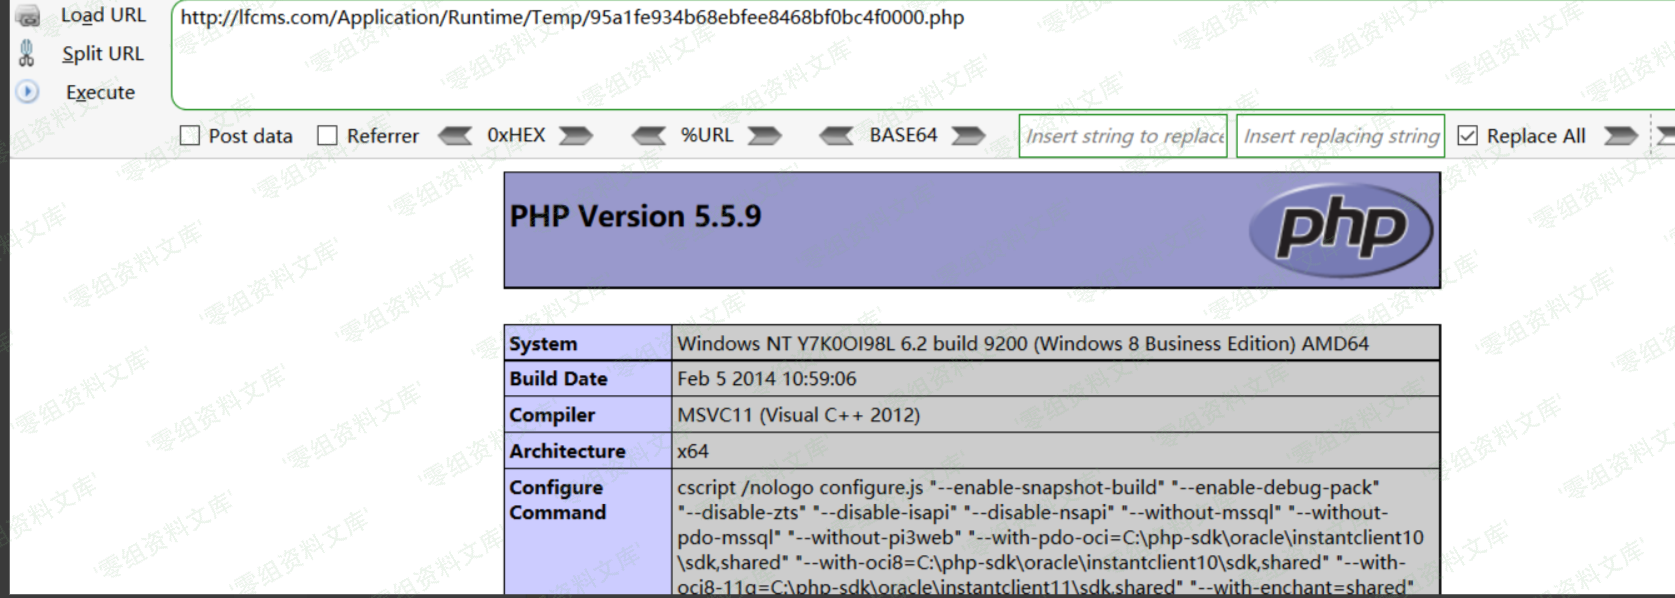 Load URL
http://lfcms.com/Application/Runtime/Temp/95a1fe934b68ebfee8468bf0bc4f0000.php
Split URL
Execute
Post data Referrer 0xHEX %URL BASE64 Insert string to replace Insert replacing string Replace All
PHP Version 5.5.9
php
System Windows NT Y7K0OI98L 6.2 build 9200 (Windows 8 Business Edition) AMD64
Build Date Feb 5 2014 10:59:06
Compiler MSVC11 (Visual C++ 2012)
Architecture x64
Configure Command cscript /nologo configure.js "--enable-snapshot-build" "--enable-debug-pack"
"--disable-zts" "--disable-isapi" "--disable-nsapi" "--without-mssql" "--without-
pdo-mssql" "--without-pi3web" "--with-pdo-oci=C:\php-sdk\oracle\instantclient10
\sdk,shared" "--with-oci8=C:\php-sdk\oracle\instantclient10\sdk,shared" "--with-
oci8-11g=C:\php-sdk\oracle\instantclient11\sdk,shared" "--with-enchant=shared"
'零组资料文库'